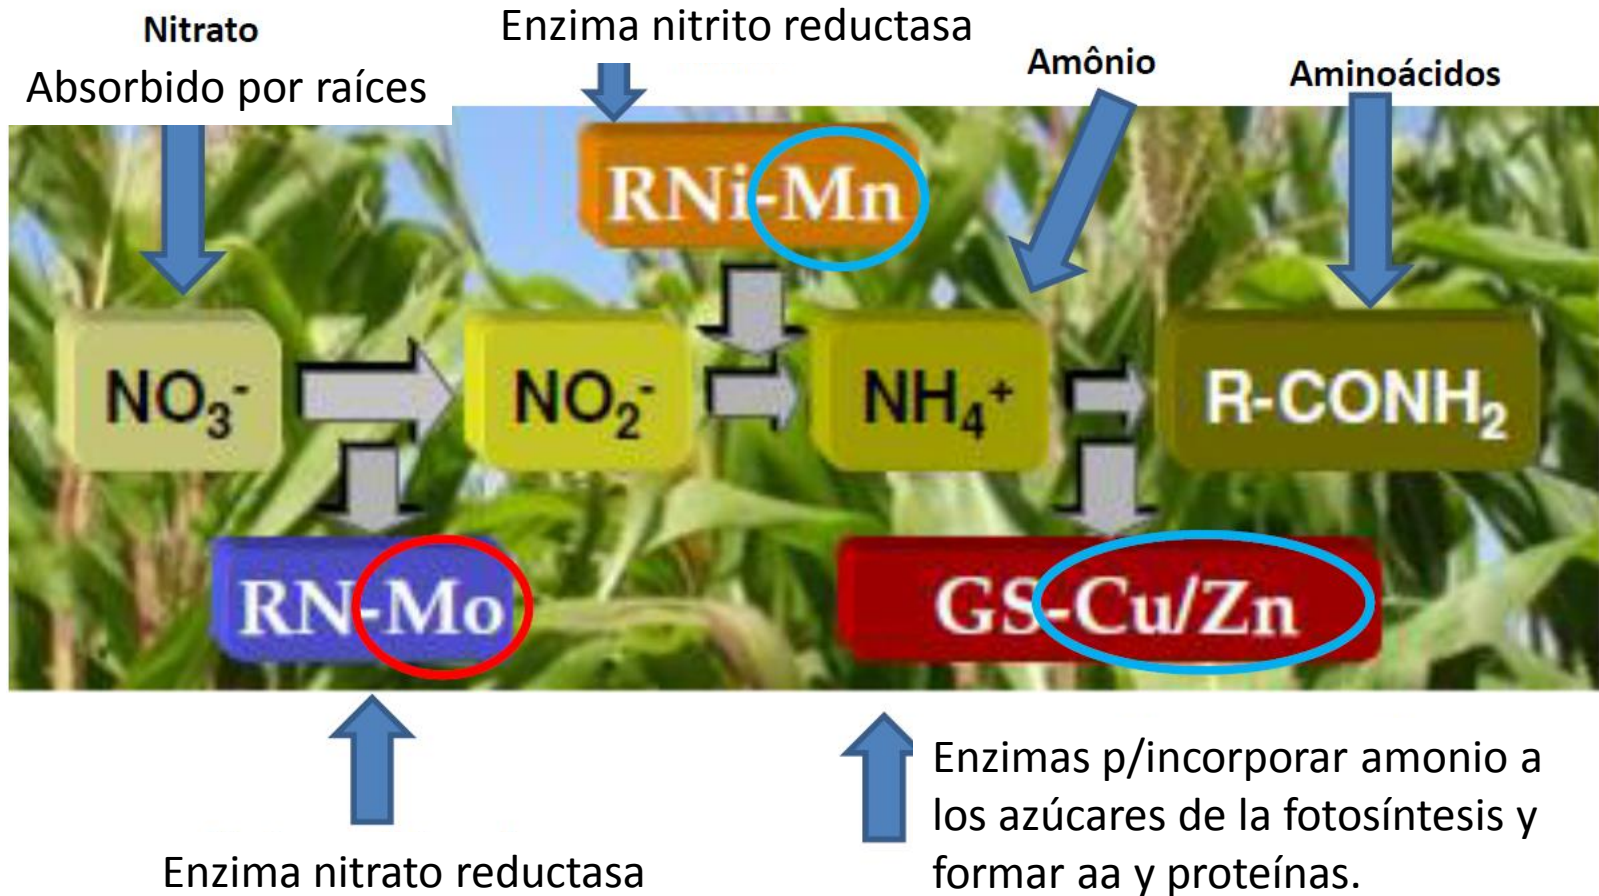 Nitrato
Absorbido por raíces
Enzima nitrito reductasa
Amônio
Aminoácidos
RNi-Mn
NO₃⁻
NO₂⁻
NH₄⁺
R-CONH₂
RN-Mo
GS-Cu/Zn
Enzima nitrato reductasa
Enzimas p/incorporar amonio a
los azúcares de la fotosíntesis y
formar aa y proteínas.